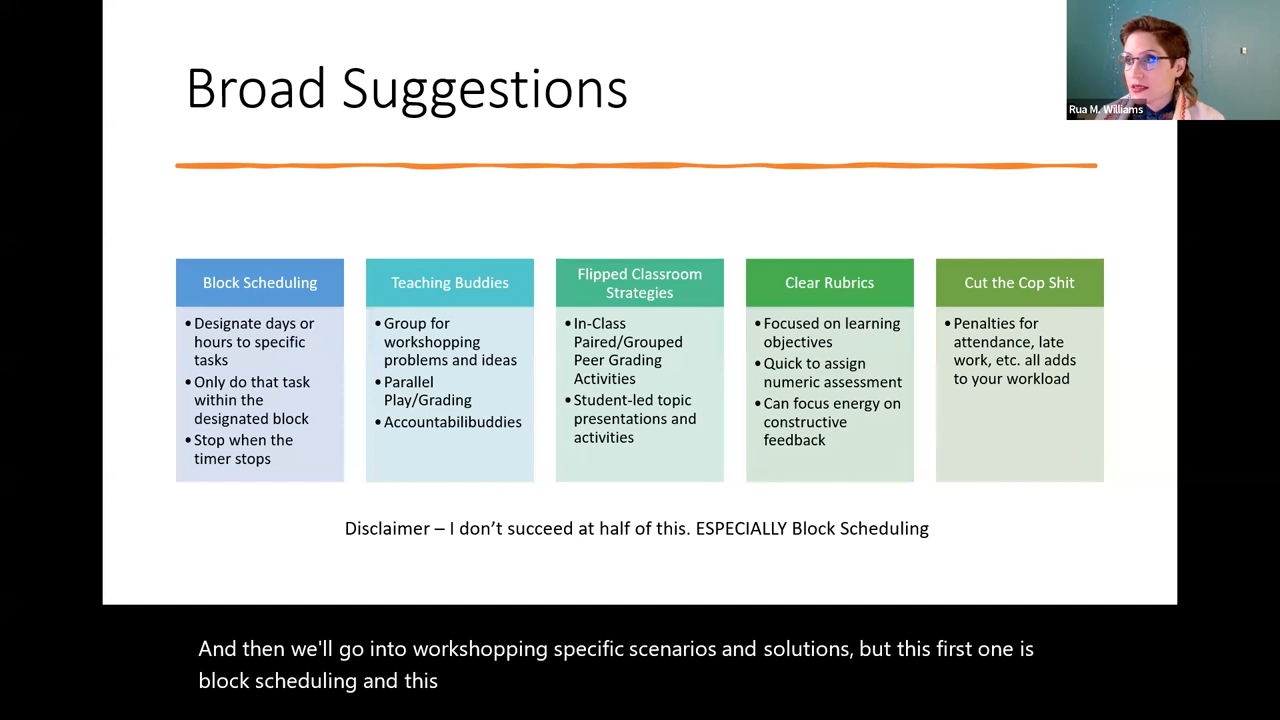 Broad Suggestions
Rua M. Williams
Block Scheduling
•Designate days or
hours to specific
tasks
•Only do that task
within the
designated block
•Stop when the
timer stops
Teaching Buddies
•Group for
workshopping
problems and ideas
•Parallel
Play/Grading
•Accountabilibuddies
Flipped Classroom
Strategies
•In-Class
Paired/Grouped
Peer Grading
Activities
•Student-led topic
presentations and
activities
Clear Rubrics
•Focused on learning
objectives
•Quick to assign
numeric assessment
•Can focus energy on
constructive
feedback
Cut the Cop Shit
•Penalties for
attendance, late
work, etc. all adds
to your workload
Disclaimer – I don’t succeed at half of this. ESPECIALLY Block Scheduling
And then we'll go into workshopping specific scenarios and solutions, but this first one is
block scheduling and this